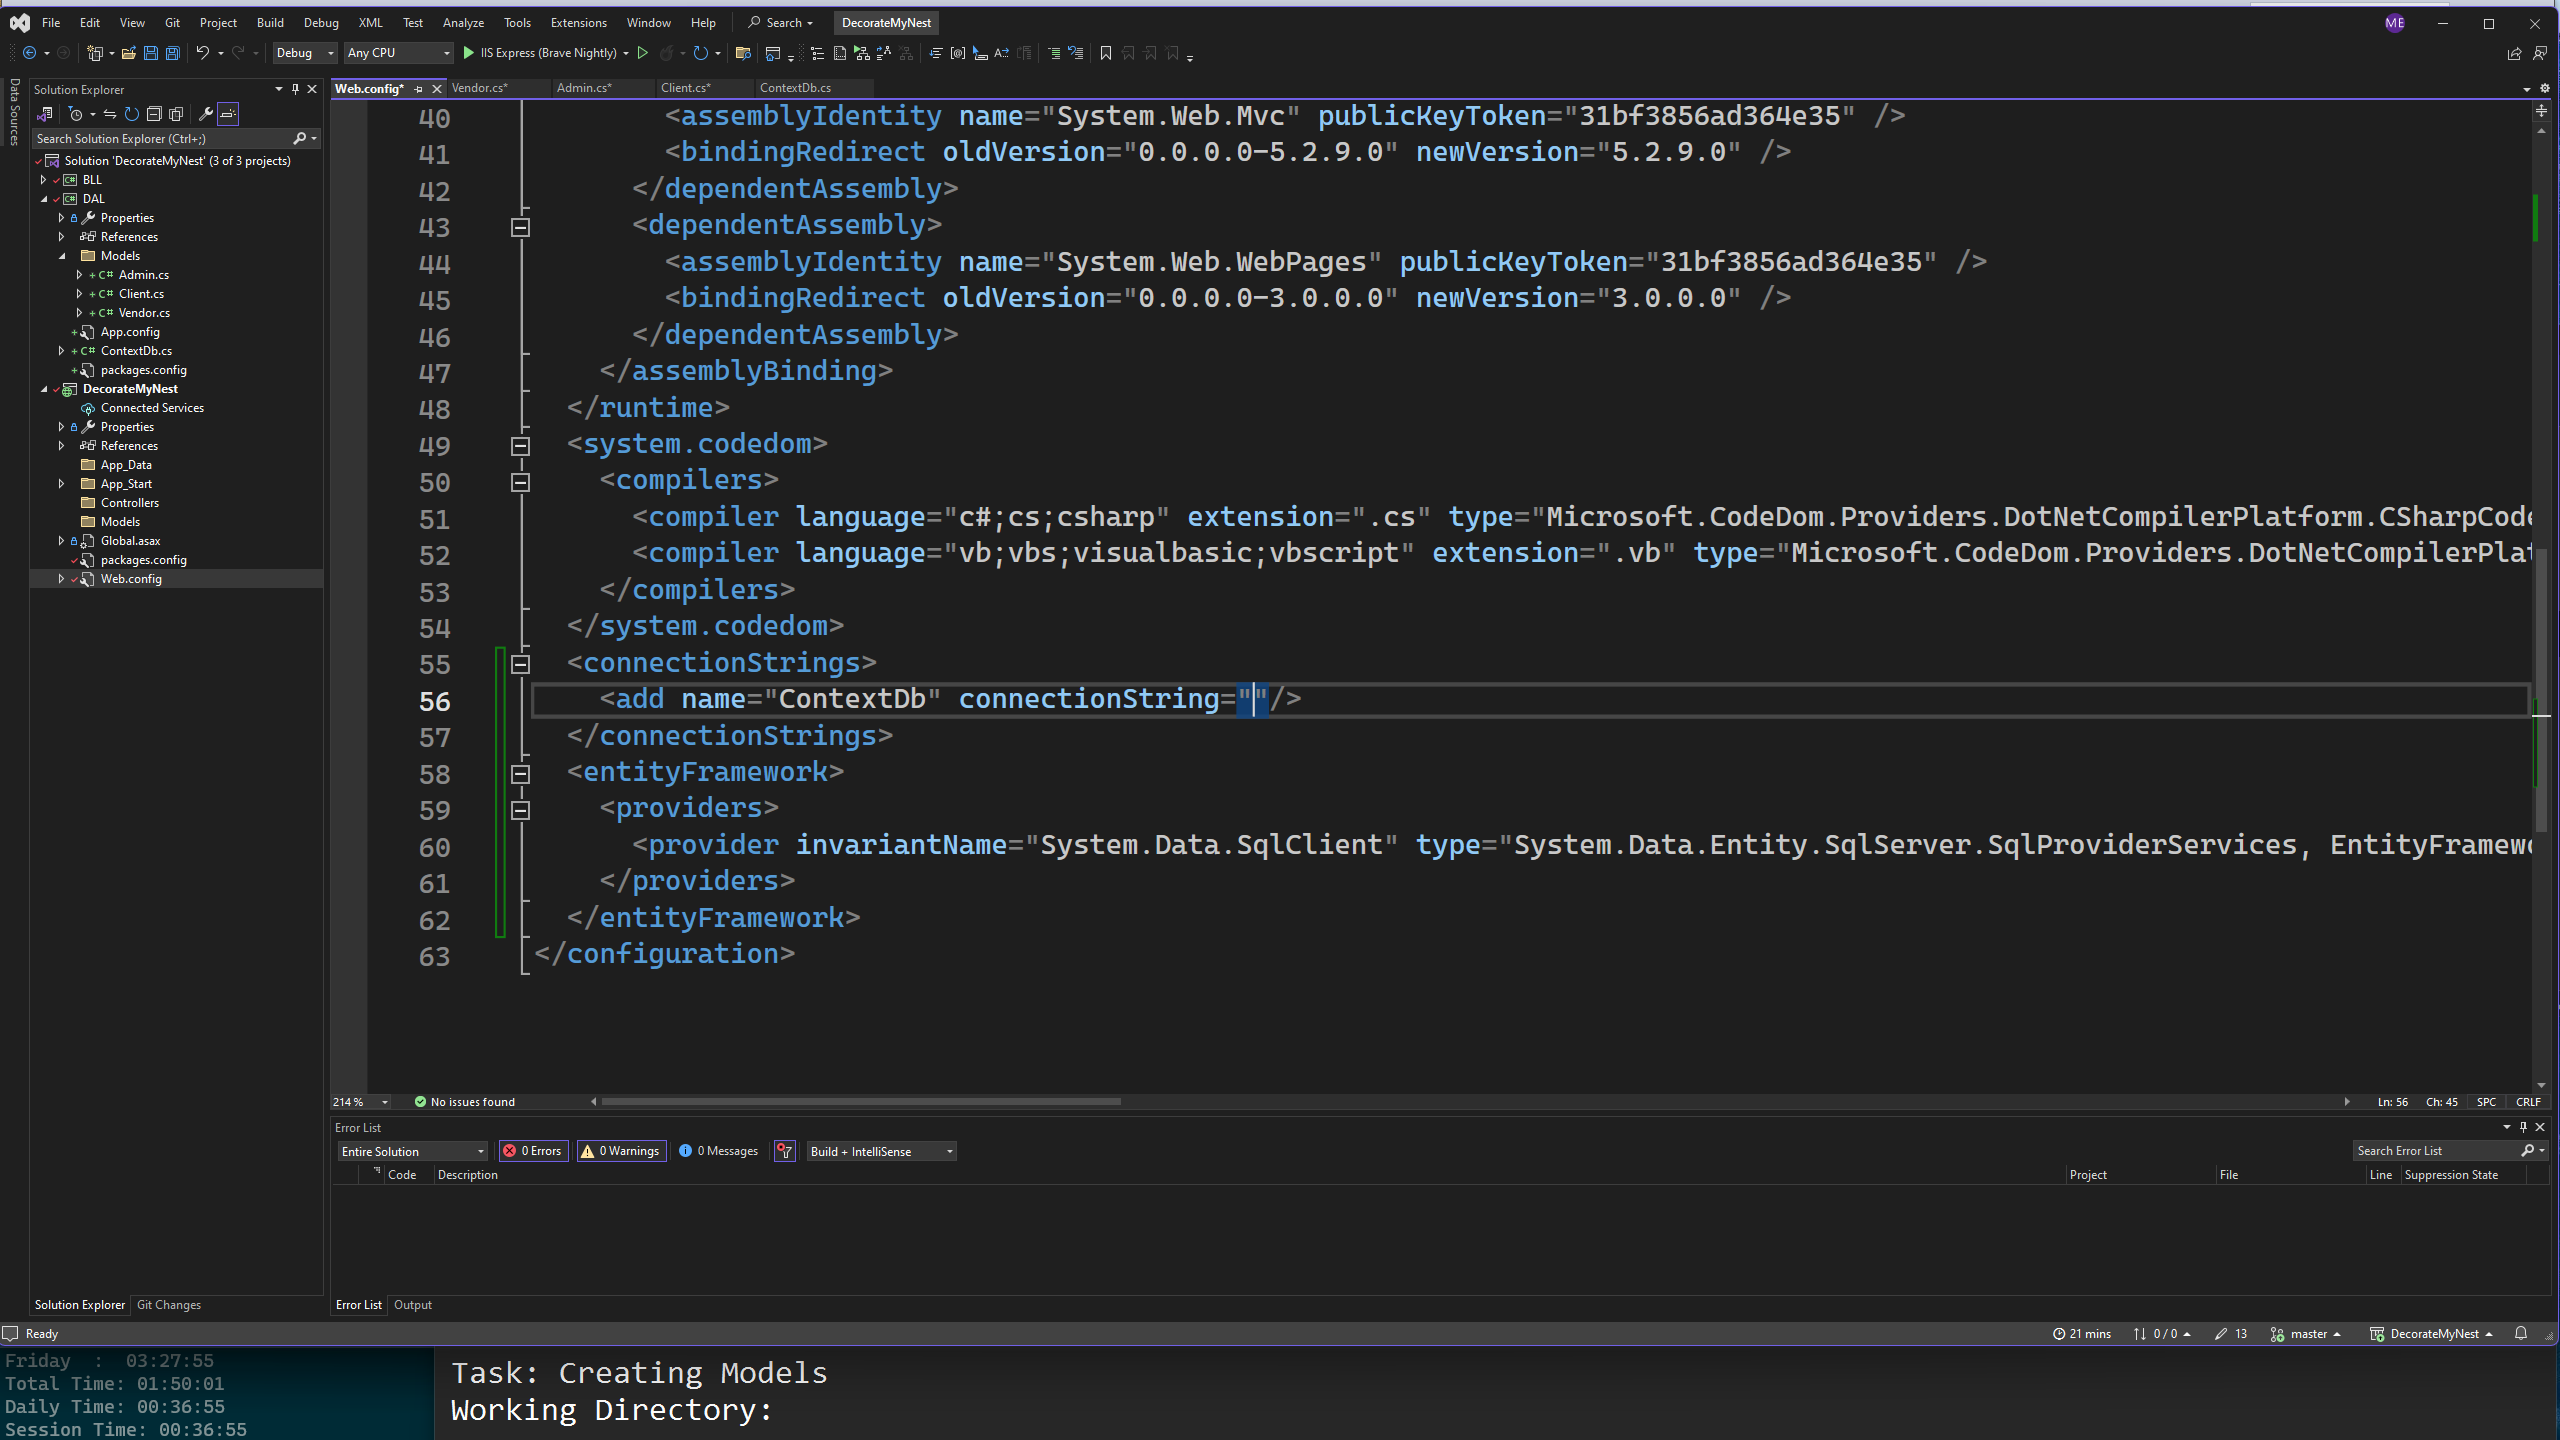 File Edit View Git Project Build Debug XML Test Analyze Tools Extensions Window Help Search DecorateMyNest ME
Debug Any CPU IIS Express (Brave Nightly)
Data Sources
Solution Explorer
Search Solution Explorer (Ctrl+;)
Solution 'DecorateMyNest' (3 of 3 projects)
BLL
DAL
Properties
References
Models
Admin.cs
Client.cs
Vendor.cs
App.config
ContextDb.cs
packages.config
DecorateMyNest
Connected Services
Properties
References
App_Data
App_Start
Controllers
Models
Global.asax
packages.config
Web.config
Solution Explorer Git Changes
Web.config* Vendor.cs* Admin.cs* Client.cs* ContextDb.cs
40 <assemblyIdentity name="System.Web.Mvc" publicKeyToken="31bf3856ad364e35" />
41 <bindingRedirect oldVersion="0.0.0.0-5.2.9.0" newVersion="5.2.9.0" />
42 </dependentAssembly>
43 <dependentAssembly>
44 <assemblyIdentity name="System.Web.WebPages" publicKeyToken="31bf3856ad364e35" />
45 <bindingRedirect oldVersion="0.0.0.0-3.0.0.0" newVersion="3.0.0.0" />
46 </dependentAssembly>
47 </assemblyBinding>
48 </runtime>
49 <system.codedom>
50 <compilers>
51 <compiler language="c#;cs;csharp" extension=".cs" type="Microsoft.CodeDom.Providers.DotNetCompilerPlatform.CSharpCode
52 <compiler language="vb;vbs;visualbasic;vbscript" extension=".vb" type="Microsoft.CodeDom.Providers.DotNetCompilerPlat
53 </compilers>
54 </system.codedom>
55 <connectionStrings>
56 <add name="ContextDb" connectionString=""/>
57 </connectionStrings>
58 <entityFramework>
59 <providers>
60 <provider invariantName="System.Data.SqlClient" type="System.Data.Entity.SqlServer.SqlProviderServices, EntityFramewo
61 </providers>
62 </entityFramework>
63 </configuration>
214 % No issues found Ln: 56 Ch: 45 SPC CRLF
Error List
Entire Solution 0 Errors 0 Warnings 0 Messages Build + IntelliSense Search Error List
Code Description Project File Line Suppression State
Error List Output
Ready 21 mins 0 / 0 13 master DecorateMyNest
Friday : 03:27:55
Total Time: 01:50:01
Daily Time: 00:36:55
Session Time: 00:36:55
Task: Creating Models
Working Directory: